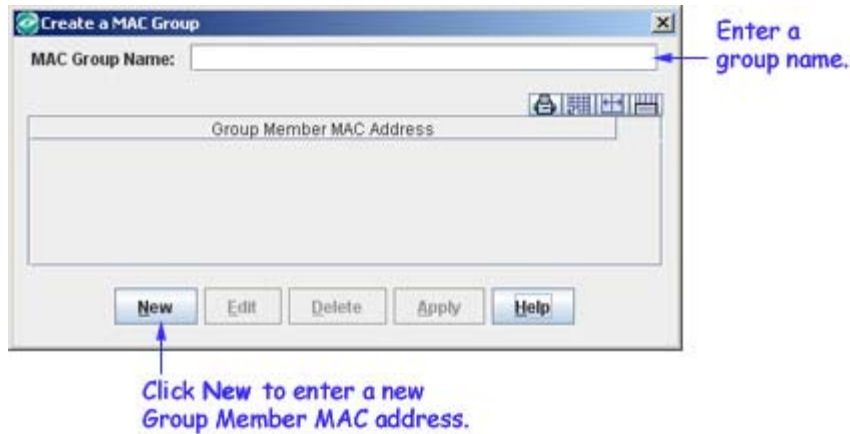 Create a MAC Group
Enter a
group name.
MAC Group Name:
Group Member MAC Address
New Edit Delete Apply Help
Click New to enter a new
Group Member MAC address.